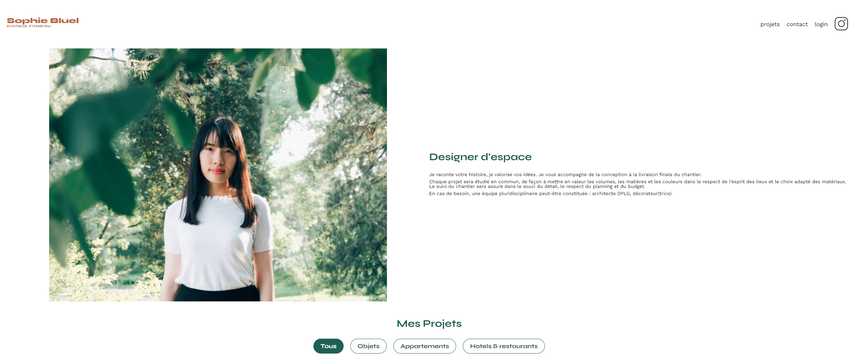 Sophie Bluel
Architecte d'intérieur
projets contact login
Designer d'espace
Je raconte votre histoire, je valorise vos idées. Je vous accompagne de la conception à la livraison finale du chantier.
Chaque projet sera étudié en commun, de façon à mettre en valeur les volumes, les matières et les couleurs dans le respect de l'esprit des lieux et le choix adapté des matériaux.
Le suivi du chantier sera assuré dans le souci du détail, le respect du planning et du budget.
En cas de besoin, une équipe pluridisciplinaire peut-être constituée : architecte DPLG, décorateur(trice)
Mes Projets
Tous Objets Appartements Hotels & restaurants